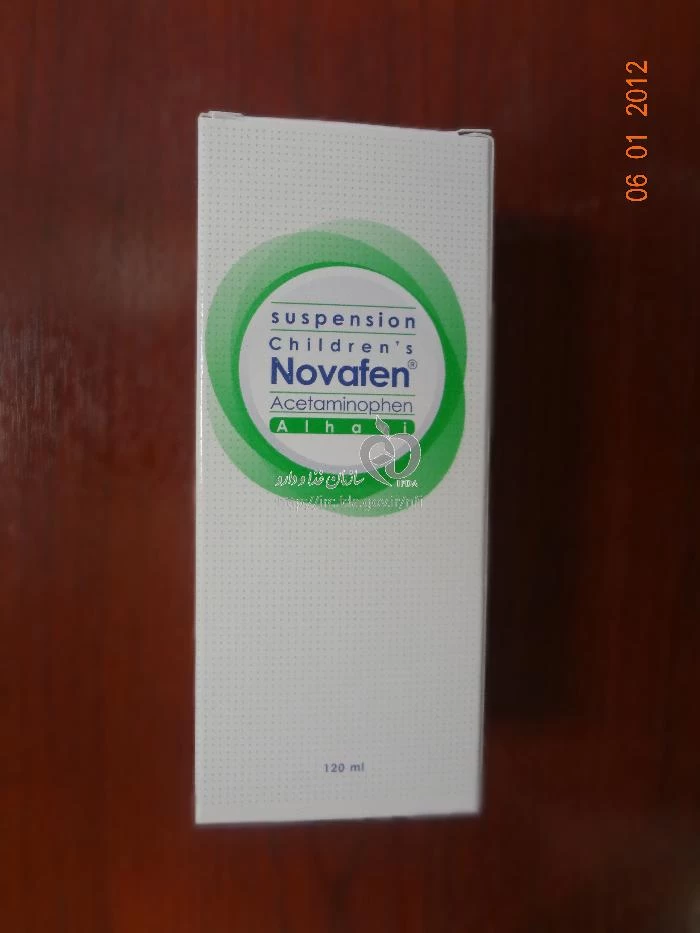 06 01 2012
suspension
Children's
Novafen®
Acetaminophen
سازمان غذا و دارو
IFDA
120 ml